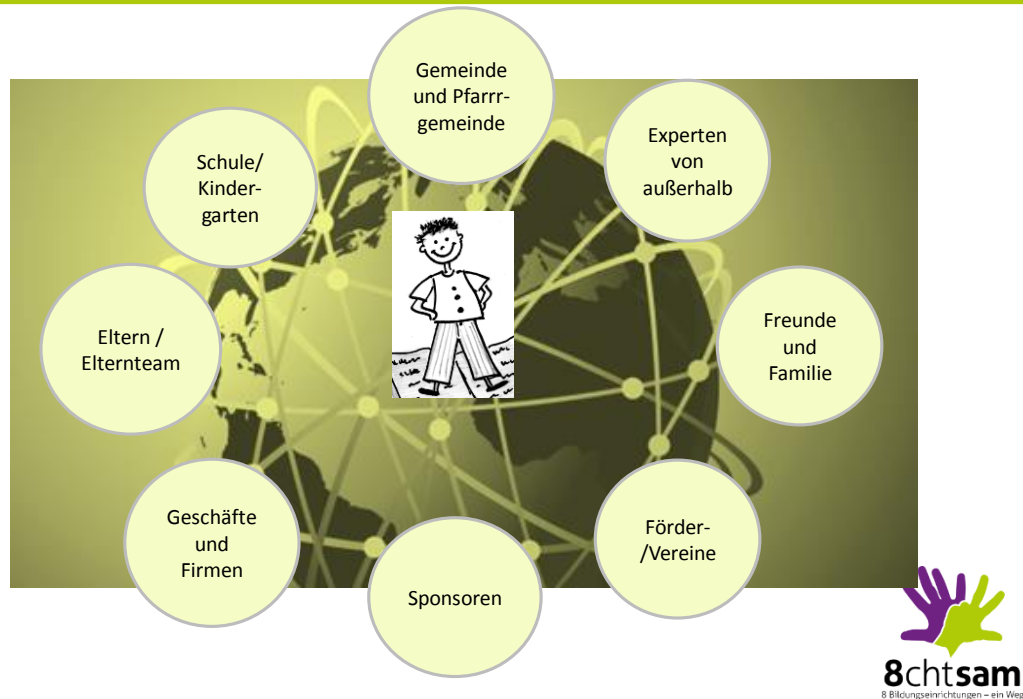 Gemeinde
und Pfarrr-
gemeinde
Experten
von
außerhalb
Schule/
Kinder-
garten
Eltern /
Elternteam
Freunde
und
Familie
Geschäfte
und
Firmen
Förder-
/Vereine
Sponsoren
8chtsam
8 Bildungseinrichtungen – ein Weg